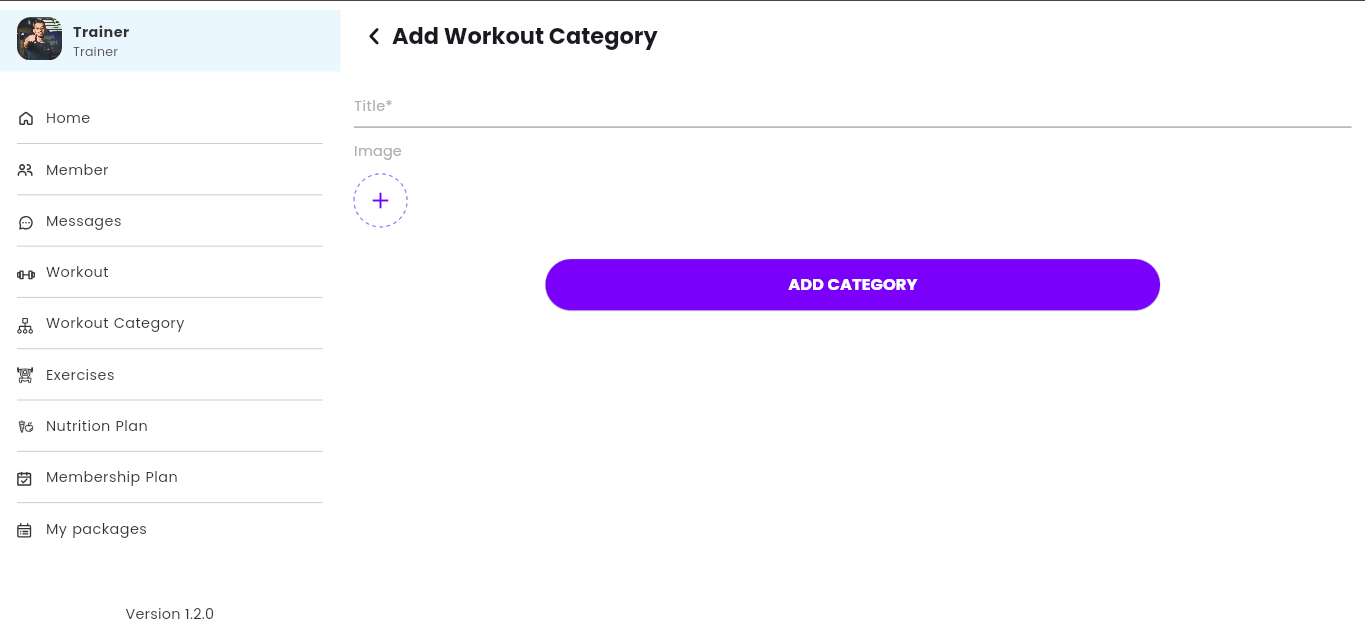 Trainer
Trainer
Home
Member
Messages
Workout
Workout Category
Exercises
Nutrition Plan
Membership Plan
My packages
Version 1.2.0
Add Workout Category
Title*
Image
ADD CATEGORY